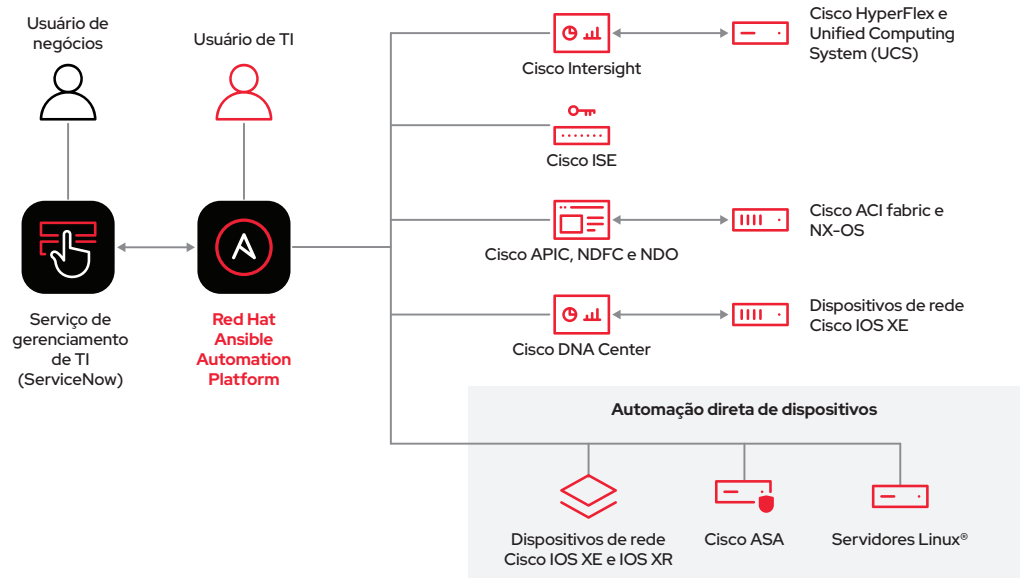 Usuário de
negócios
Usuário de TI
Serviço de
gerenciamento
de TI
(ServiceNow)
Red Hat
Ansible
Automation
Platform
Cisco Intersight
Cisco HyperFlex e
Unified Computing
System (UCS)
Cisco ISE
Cisco APIC, NDFC e NDO
Cisco ACI fabric e
NX-OS
Cisco DNA Center
Dispositivos de rede
Cisco IOS XE
Automação direta de dispositivos
Dispositivos de rede
Cisco IOS XE e IOS XR
Cisco ASA
Servidores Linux®